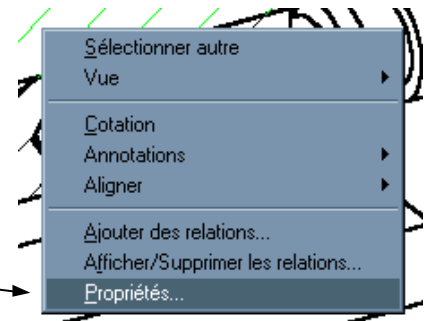 Sélectionner autre
Vue
Cotation
Annotations
Aligner
Ajouter des relations...
Afficher/Supprimer les relations...
Propriétés...